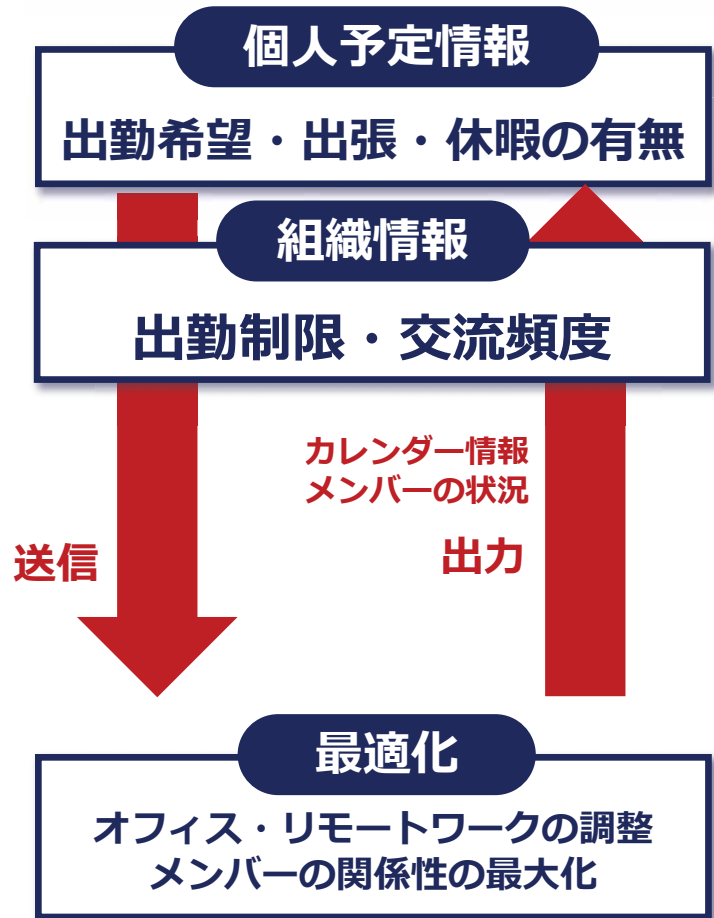 個人予定情報
出勤希望・出張・休暇の有無
組織情報
出勤制限・交流頻度
カレンダー情報
メンバーの状況
送信
出力
最適化
オフィス・リモートワークの調整
メンバーの関係性の最大化